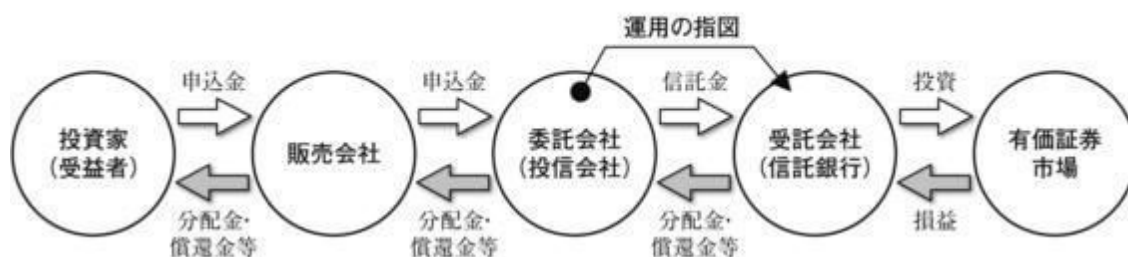 運用の指図
申込金
申込金
信託金
投資
投資家
(受益者)
販売会社
委託会社
(投信会社)
受託会社
(信託銀行)
有価証券
市場
分配金・
償還金等
分配金・
償還金等
分配金・
償還金等
損益